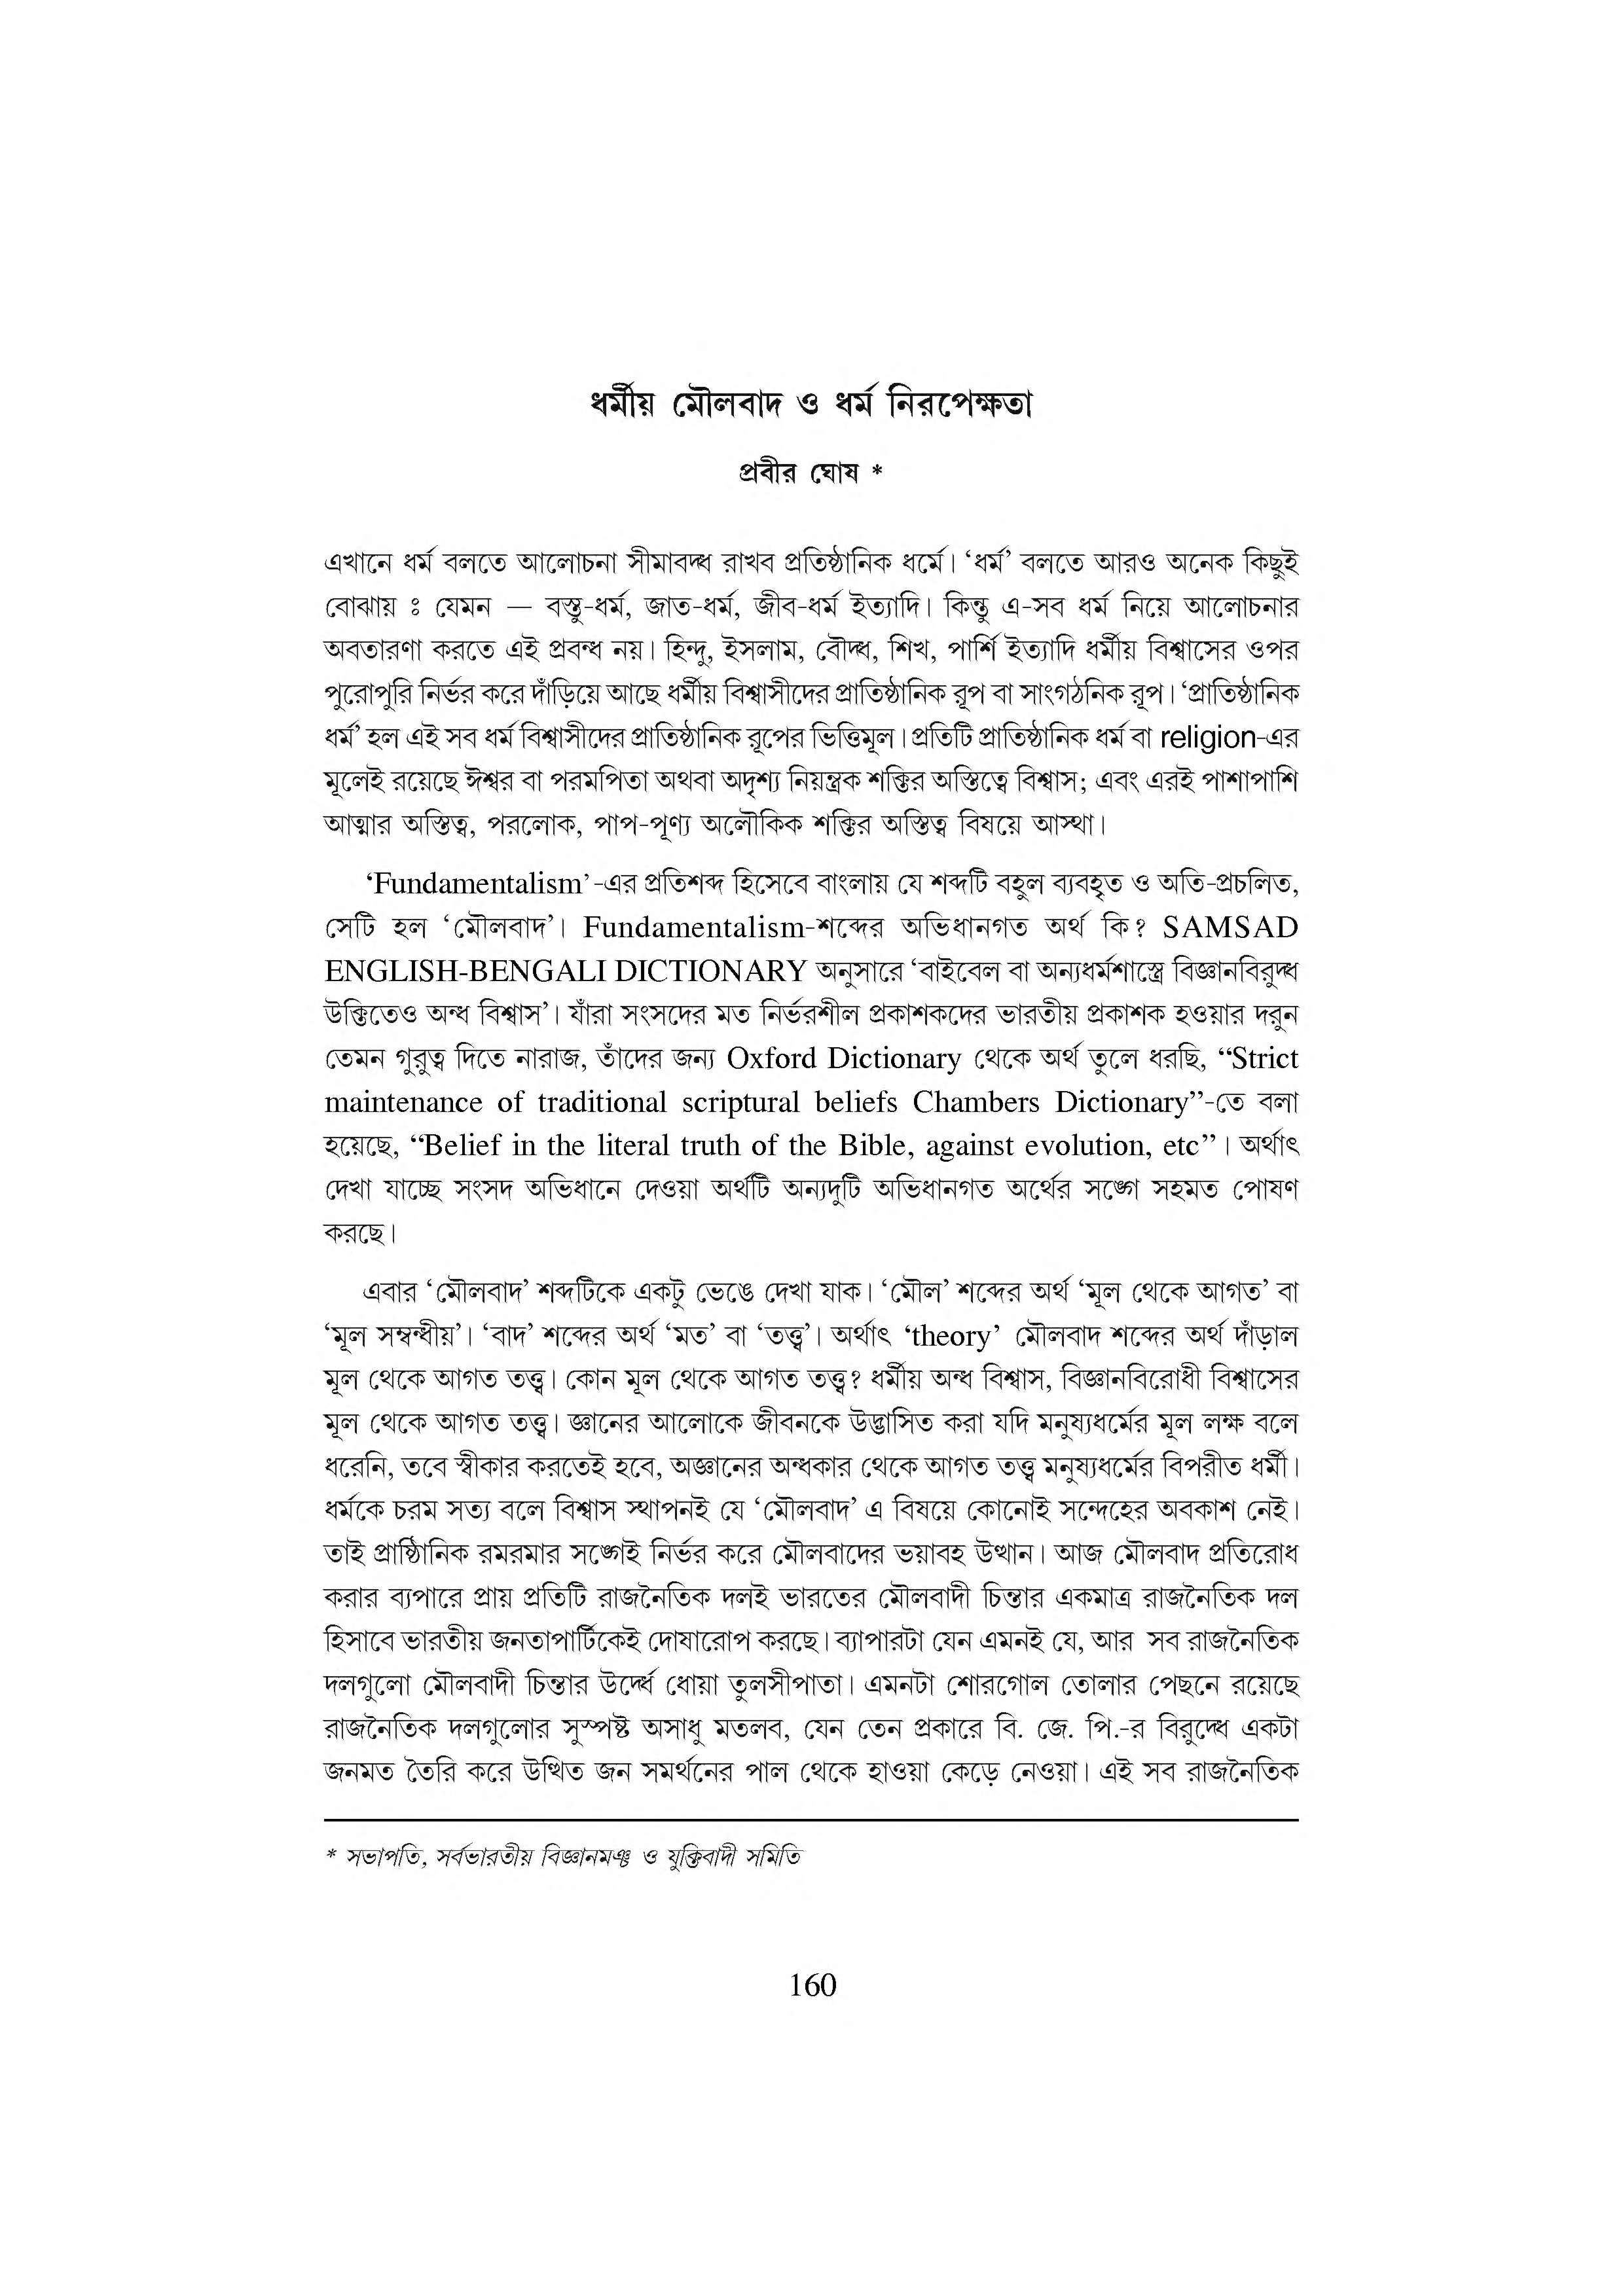 ধর্মীয় মৌলবাদ ও ধর্ম নিরপেক্ষতা
প্রবীর ঘোষ *
এখানে ধর্ম বলতে আলোচনা সীমাবদ্ধ রাখব প্রতিষ্ঠানিক ধর্মে। ‘ধর্ম’ বলতে আরও অনেক কিছুই
বোঝায় ঃ যেমন — বস্তু-ধর্ম, জাত-ধর্ম, জীব-ধর্ম ইত্যাদি। কিন্তু এ-সব ধর্ম নিয়ে আলোচনার
অবতারণা করতে এই প্রবন্ধ নয়। হিন্দু, ইসলাম, বৌদ্ধ, শিখ, পার্শি ইত্যাদি ধর্মীয় বিশ্বাসের ওপর
পুরোপুরি নির্ভর করে দাঁড়িয়ে আছে ধর্মীয় বিশ্বাসীদের প্রাতিষ্ঠানিক রূপ বা সাংগঠনিক রূপ। ‘প্রাতিষ্ঠানিক
ধর্ম’ হল এই সব ধর্ম বিশ্বাসীদের প্রাতিষ্ঠানিক রূপের ভিত্তিমূল। প্রতিটি প্রাতিষ্ঠানিক ধর্ম বা religion-এর
মূলেই রয়েছে ঈশ্বর বা পরমপিতা অথবা অদৃশ্য নিয়ন্ত্রক শক্তির অস্তিত্বে বিশ্বাস; এবং এরই পাশাপাশি
আত্মার অস্তিত্ব, পরলোক, পাপ-পূণ্য অলৌকিক শক্তির অস্তিত্ব বিষয়ে আস্থা।
‘Fundamentalism’-এর প্রতিশব্দ হিসেবে বাংলায় যে শব্দটি বহুল ব্যবহৃত ও অতি-প্রচলিত,
সেটি হল ‘মৌলবাদ’। Fundamentalism-শব্দের অভিধানগত অর্থ কি? SAMSAD
ENGLISH-BENGALI DICTIONARY অনুসারে ‘বাইবেল বা অন্যধর্মশাস্ত্রে বিজ্ঞানবিরুদ্ধ
উক্তিতেও অন্ধ বিশ্বাস’। যাঁরা সংসদের মত নির্ভরশীল প্রকাশকদের ভারতীয় প্রকাশক হওয়ার দরুন
তেমন গুরুত্ব দিতে নারাজ, তাঁদের জন্য Oxford Dictionary থেকে অর্থ তুলে ধরছি, “Strict
maintenance of traditional scriptural beliefs Chambers Dictionary”-তে বলা
হয়েছে, “Belief in the literal truth of the Bible, against evolution, etc”। অর্থাৎ
দেখা যাচ্ছে সংসদ অভিধানে দেওয়া অর্থটি অন্যদুটি অভিধানগত অর্থের সঙ্গে সহমত পোষণ
করছে।
এবার ‘মৌলবাদ’ শব্দটিকে একটু ভেঙে দেখা যাক। ‘মৌল’ শব্দের অর্থ ‘মূল থেকে আগত’ বা
‘মূল সম্বন্ধীয়’। ‘বাদ’ শব্দের অর্থ ‘মত’ বা ‘তত্ত্ব’। অর্থাৎ ‘theory’ মৌলবাদ শব্দের অর্থ দাঁড়াল
মূল থেকে আগত তত্ত্ব। কোন মূল থেকে আগত তত্ত্ব? ধর্মীয় অন্ধ বিশ্বাস, বিজ্ঞানবিরোধী বিশ্বাসের
মূল থেকে আগত তত্ত্ব। জ্ঞানের আলোকে জীবনকে উদ্ভাসিত করা যদি মনুষ্যধর্মের মূল লক্ষ বলে
ধরেনি, তবে স্বীকার করতেই হবে, অজ্ঞানের অন্ধকার থেকে আগত তত্ত্ব মনুষ্যধর্মের বিপরীত ধর্মী।
ধর্মকে চরম সত্য বলে বিশ্বাস স্থাপনই যে ‘মৌলবাদ’ এ বিষয়ে কোনোই সন্দেহের অবকাশ নেই।
তাই প্রাষ্ঠিানিক রমরমার সঙ্গেই নির্ভর করে মৌলবাদের ভয়াবহ উত্থান। আজ মৌলবাদ প্রতিরোধ
করার ব্যপারে প্রায় প্রতিটি রাজনৈতিক দলই ভারতের মৌলবাদী চিন্তার একমাত্র রাজনৈতিক দল
হিসাবে ভারতীয় জনতাপার্টিকেই দোষারোপ করছে। ব্যাপারটা যেন এমনই যে, আর সব রাজনৈতিক
দলগুলো মৌলবাদী চিন্তার উর্দ্ধে ধোয়া তুলসীপাতা। এমনটা শোরগোল তোলার পেছনে রয়েছে
রাজনৈতিক দলগুলোর সুস্পষ্ট অসাধু মতলব, যেন তেন প্রকারে বি. জে. পি.-র বিরুদ্ধে একটা
জনমত তৈরি করে উত্থিত জন সমর্থনের পাল থেকে হাওয়া কেড়ে নেওয়া। এই সব রাজনৈতিক
* সভাপতি, সর্বভারতীয় বিজ্ঞানমঞ্চ ও যুক্তিবাদী সমিতি
160